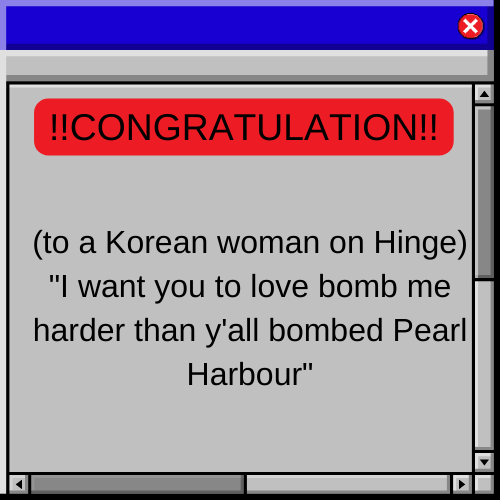 !!CONGRATULATION!!
(to a Korean woman on Hinge)
"I want you to love bomb me
harder than y'all bombed Pearl
Harbour"